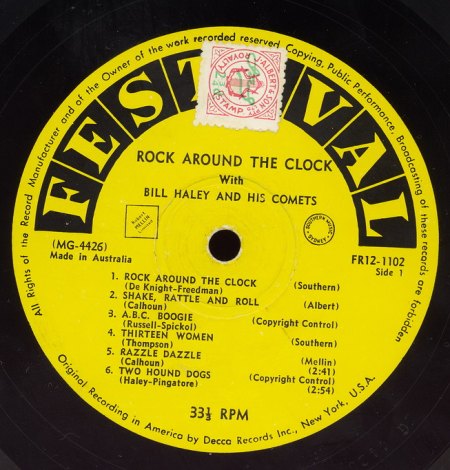 All Rights of the Record Manufacturer and of the Owner of the work recorded reserved Copying, Public Performance, Broadcasting of these records are forbidden
FESTIVAL
ALBERT & SON
ROYALTY
STAMP
ROCK AROUND THE CLOCK
With
BILL HALEY AND HIS COMETS
MELLIN
SOUTHERN MUSIC
(MG-4426)
Made in Australia
FR12-1102
Side 1
1. ROCK AROUND THE CLOCK
(De Knight-Freedman) (Southern)
2. SHAKE, RATTLE AND ROLL
(Calhoun) (Albert)
3. A.B.C. BOOGIE
(Russell-Spickol) (Copyright Control)
4. THIRTEEN WOMEN
(Thompson) (Southern)
5. RAZZLE DAZZLE
(Calhoun) (Mellin)
(2:41)
6. TWO HOUND DOGS
(Haley-Pingatore) (Copyright Control)
(2:54)
33⅓ RPM
Original Recording in America by Decca Records Inc., New York, U.S.A.